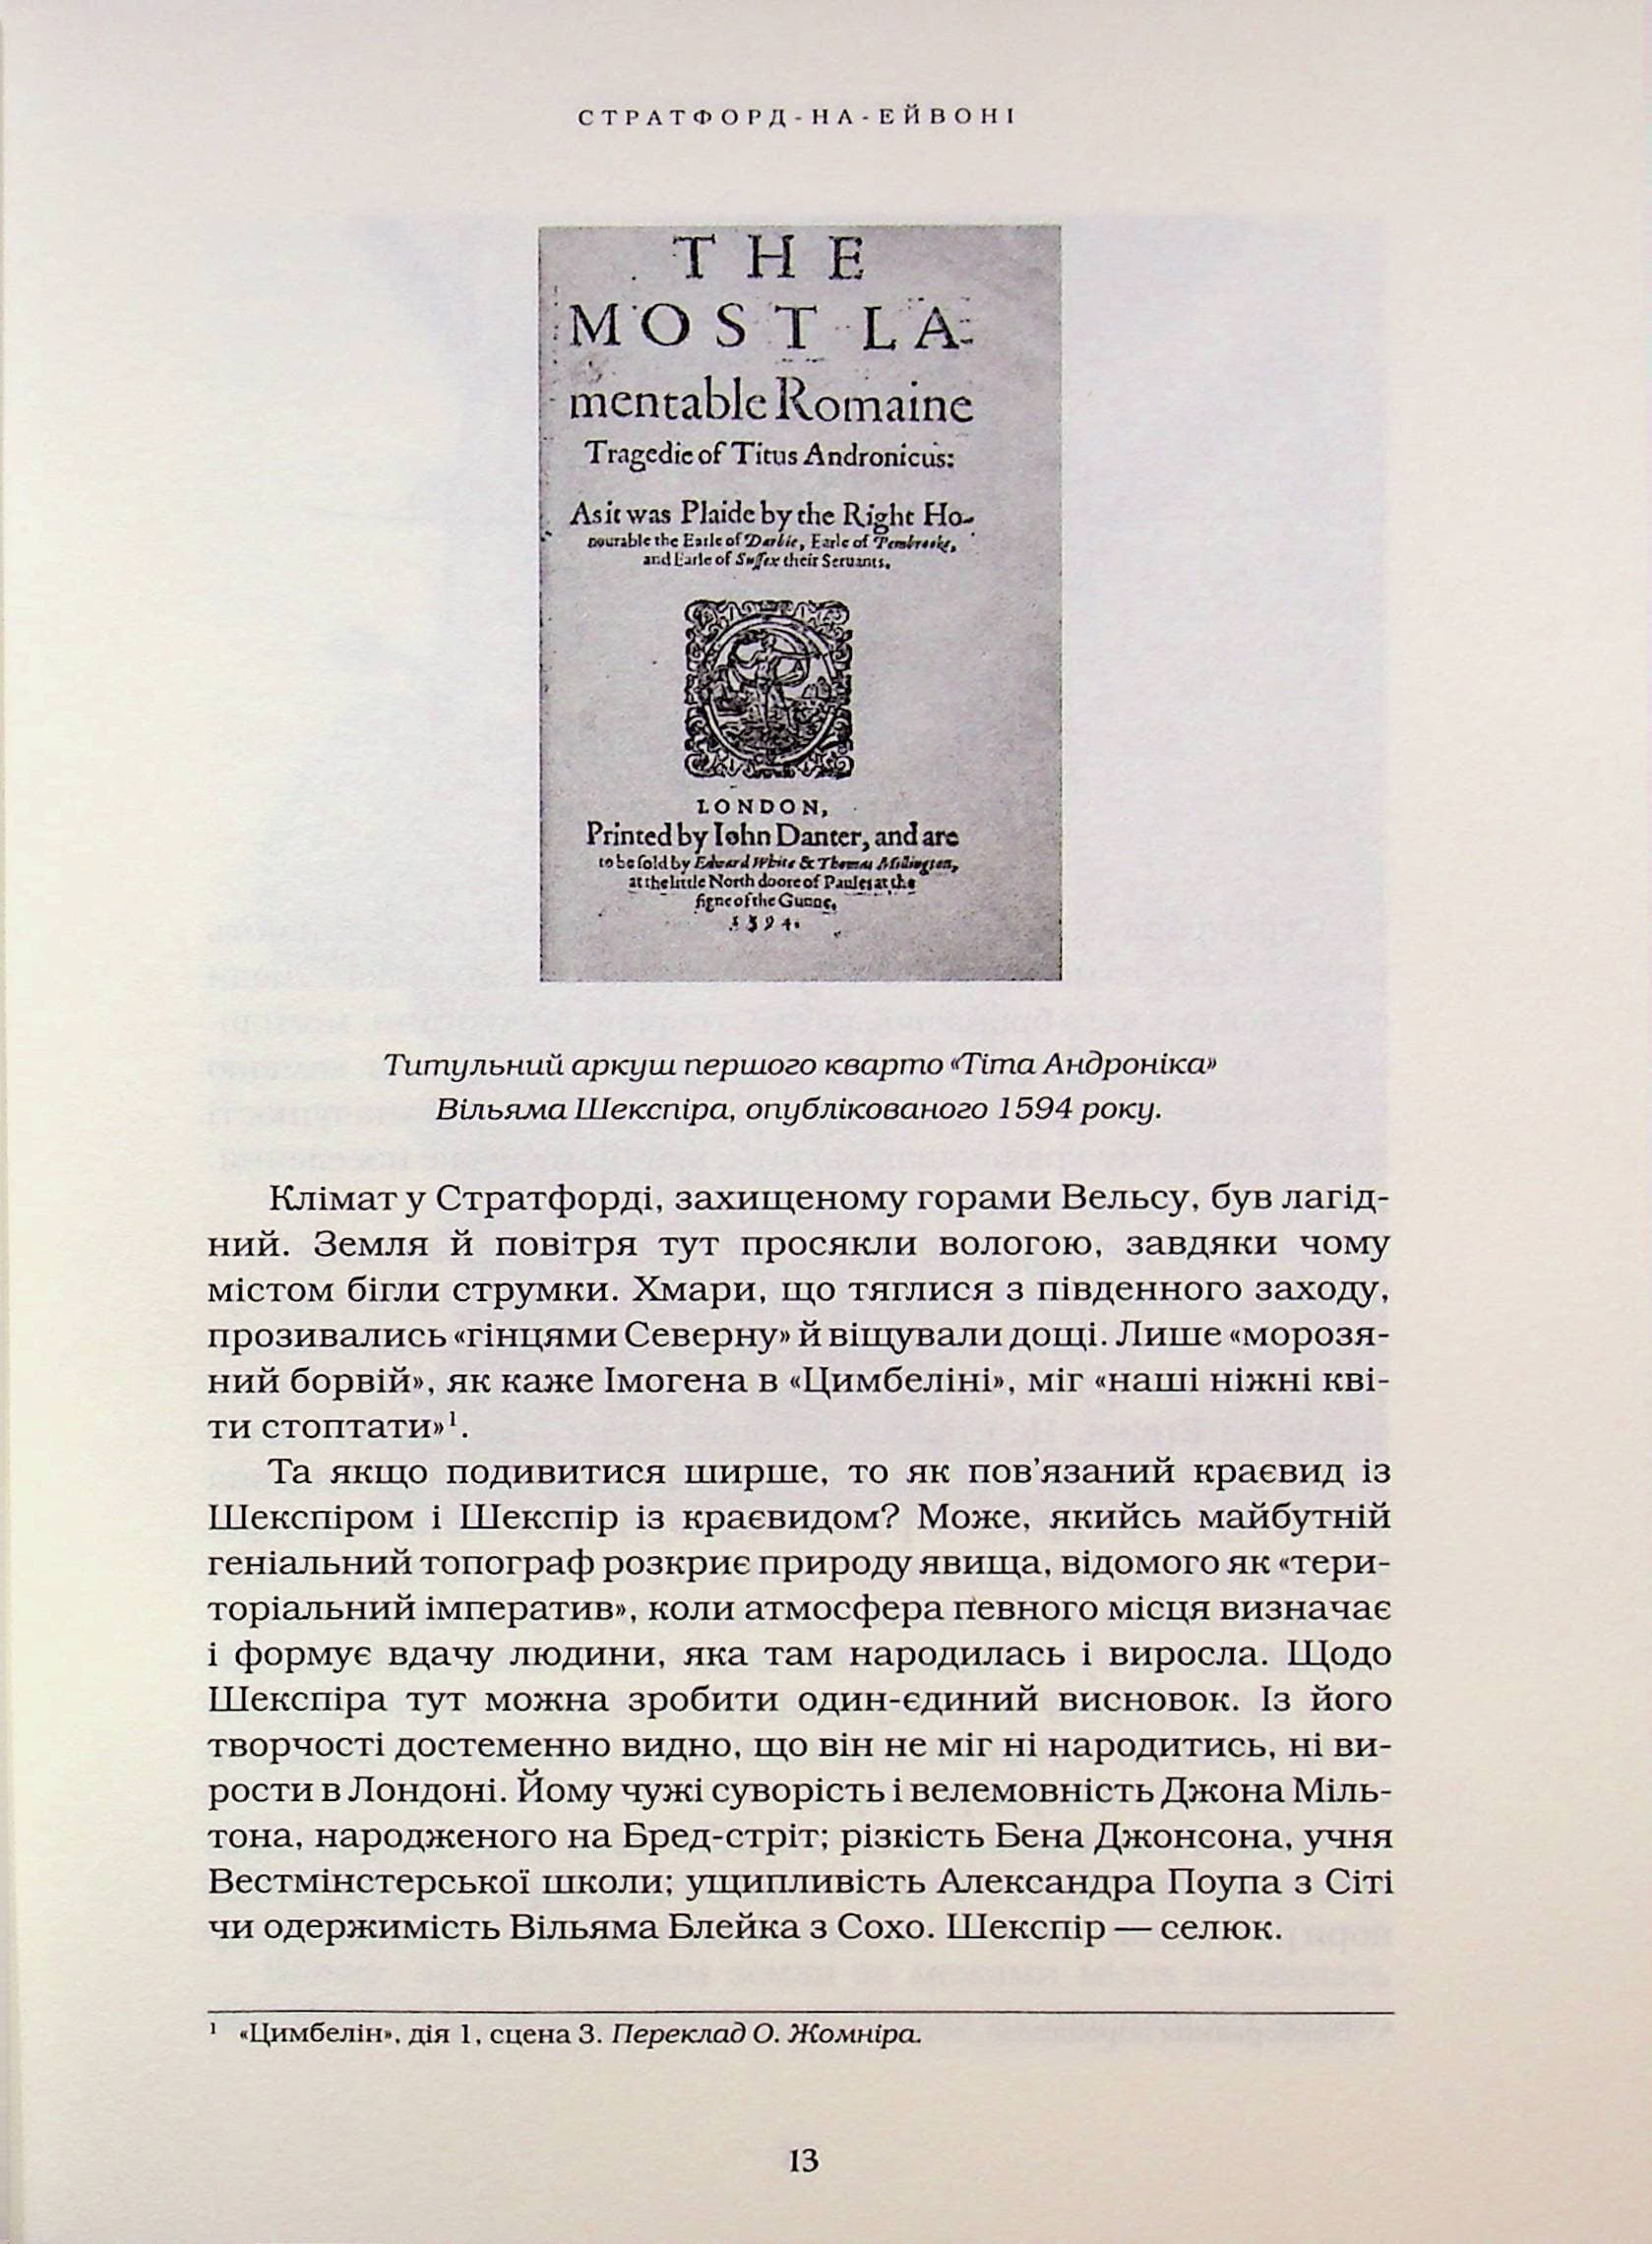 СТРАТФОРД-НА-ЕЙВОНІ
THE
MOST LA-
mentable Romaine
Tragedie of Titus Andronicus:
As it was Plaide by the Right Ho-
nourable the Earle of Darbie, Earle of Pembrooke,
and Earle of Sussex their Seruants.
LONDON,
Printed by Iohn Danter, and are
to be sold by Edward White & Thomas Millington,
at the little North doore of Paules at the
signe of the Gunne.
1594.
Титульний аркуш першого кварто «Тіта Андроніка»
Вільяма Шекспіра, опублікованого 1594 року.
Клімат у Стратфорді, захищеному горами Вельсу, був лагід-
ний. Земля й повітря тут просякли вологою, завдяки чому
містом бігли струмки. Хмари, що тяглися з південного заходу,
прозивались «гінцями Северну» й віщували дощі. Лише «морозя-
ний борвій», як каже Імогена в «Цимбеліні», міг «наші ніжні кві-
ти стоптати»¹.
Та якщо подивитися ширше, то як пов’язаний краєвид із
Шекспіром і Шекспір із краєвидом? Може, якийсь майбутній
геніальний топограф розкриє природу явища, відомого як «тери-
торіальний імператив», коли атмосфера певного місця визначає
і формує вдачу людини, яка там народилась і виросла. Щодо
Шекспіра тут можна зробити один-єдиний висновок. Із його
творчості достеменно видно, що він не міг ні народитись, ні ви-
рости в Лондоні. Йому чужі суворість і велемовність Джона Міль-
тона, народженого на Бред-стріт; різкість Бена Джонсона, учня
Вестмінстерської школи; ущипливість Александра Поупа з Сіті
чи одержимість Вільяма Блейка з Сохо. Шекспір — селюк.
¹ «Цимбелін», дія 1, сцена 3. Переклад О. Жомніра.
13